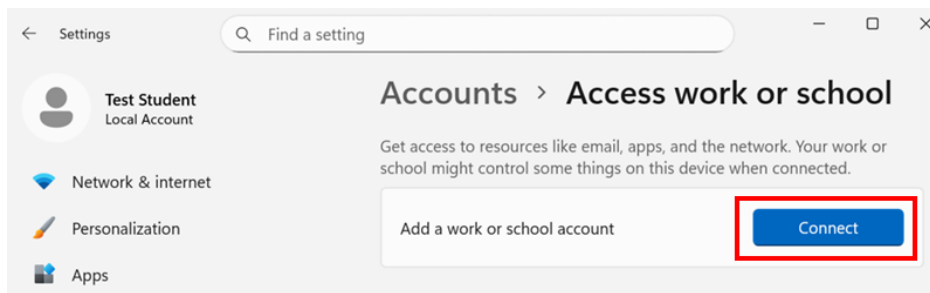 Settings
Find a setting
Test Student
Local Account
Accounts > Access work or school
Get access to resources like email, apps, and the network. Your work or
school might control some things on this device when connected.
Network & internet
Add a work or school account
Connect
Personalization
Apps